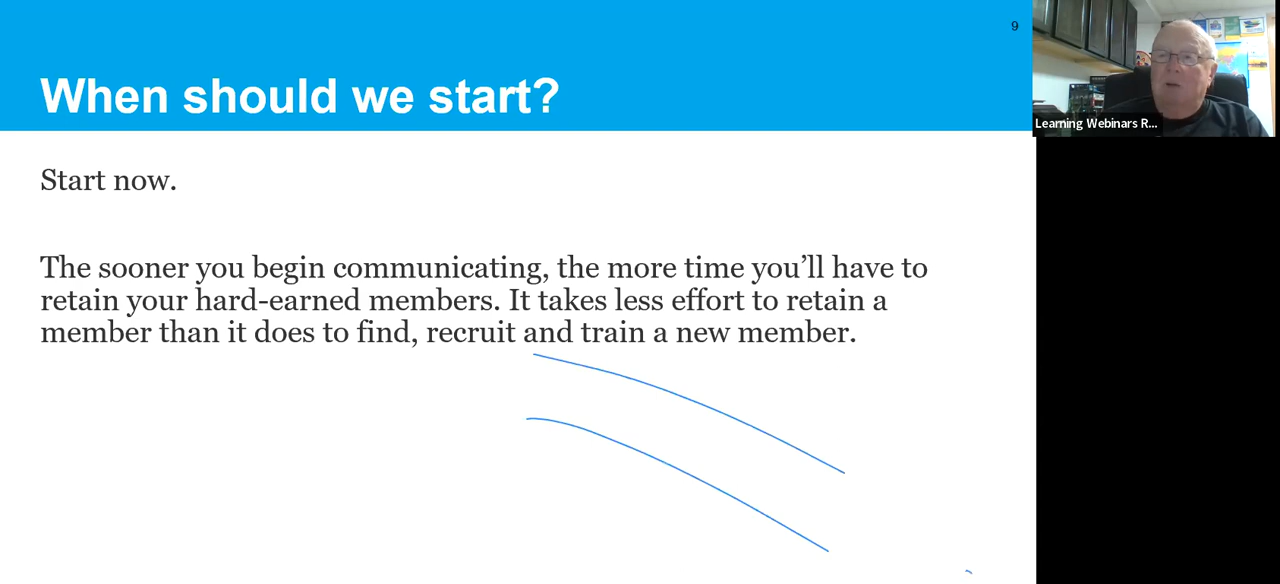 9
When should we start?
Start now.
The sooner you begin communicating, the more time you’ll have to
retain your hard-earned members. It takes less effort to retain a
member than it does to find, recruit and train a new member.
Learning Webinars R...